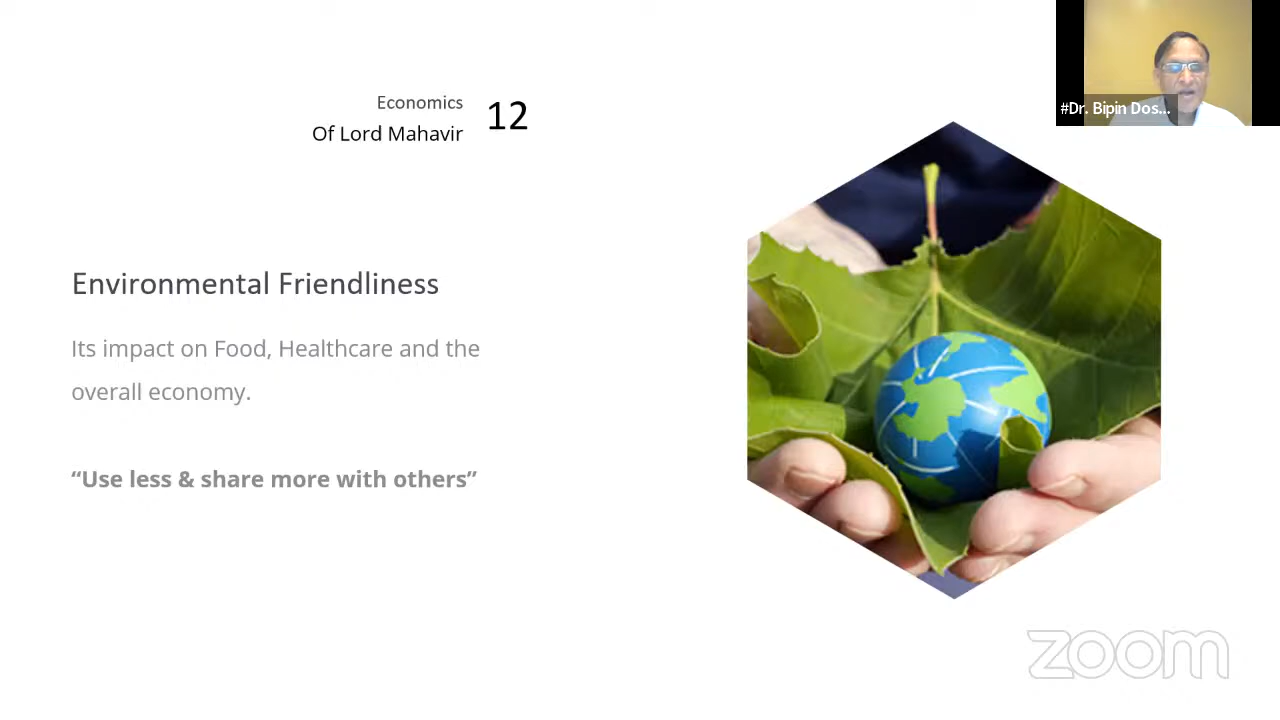 Economics
Of Lord Mahavir
12
#Dr. Bipin Dos...
Environmental Friendliness
Its impact on Food, Healthcare and the
overall economy.
“Use less & share more with others”
zoom